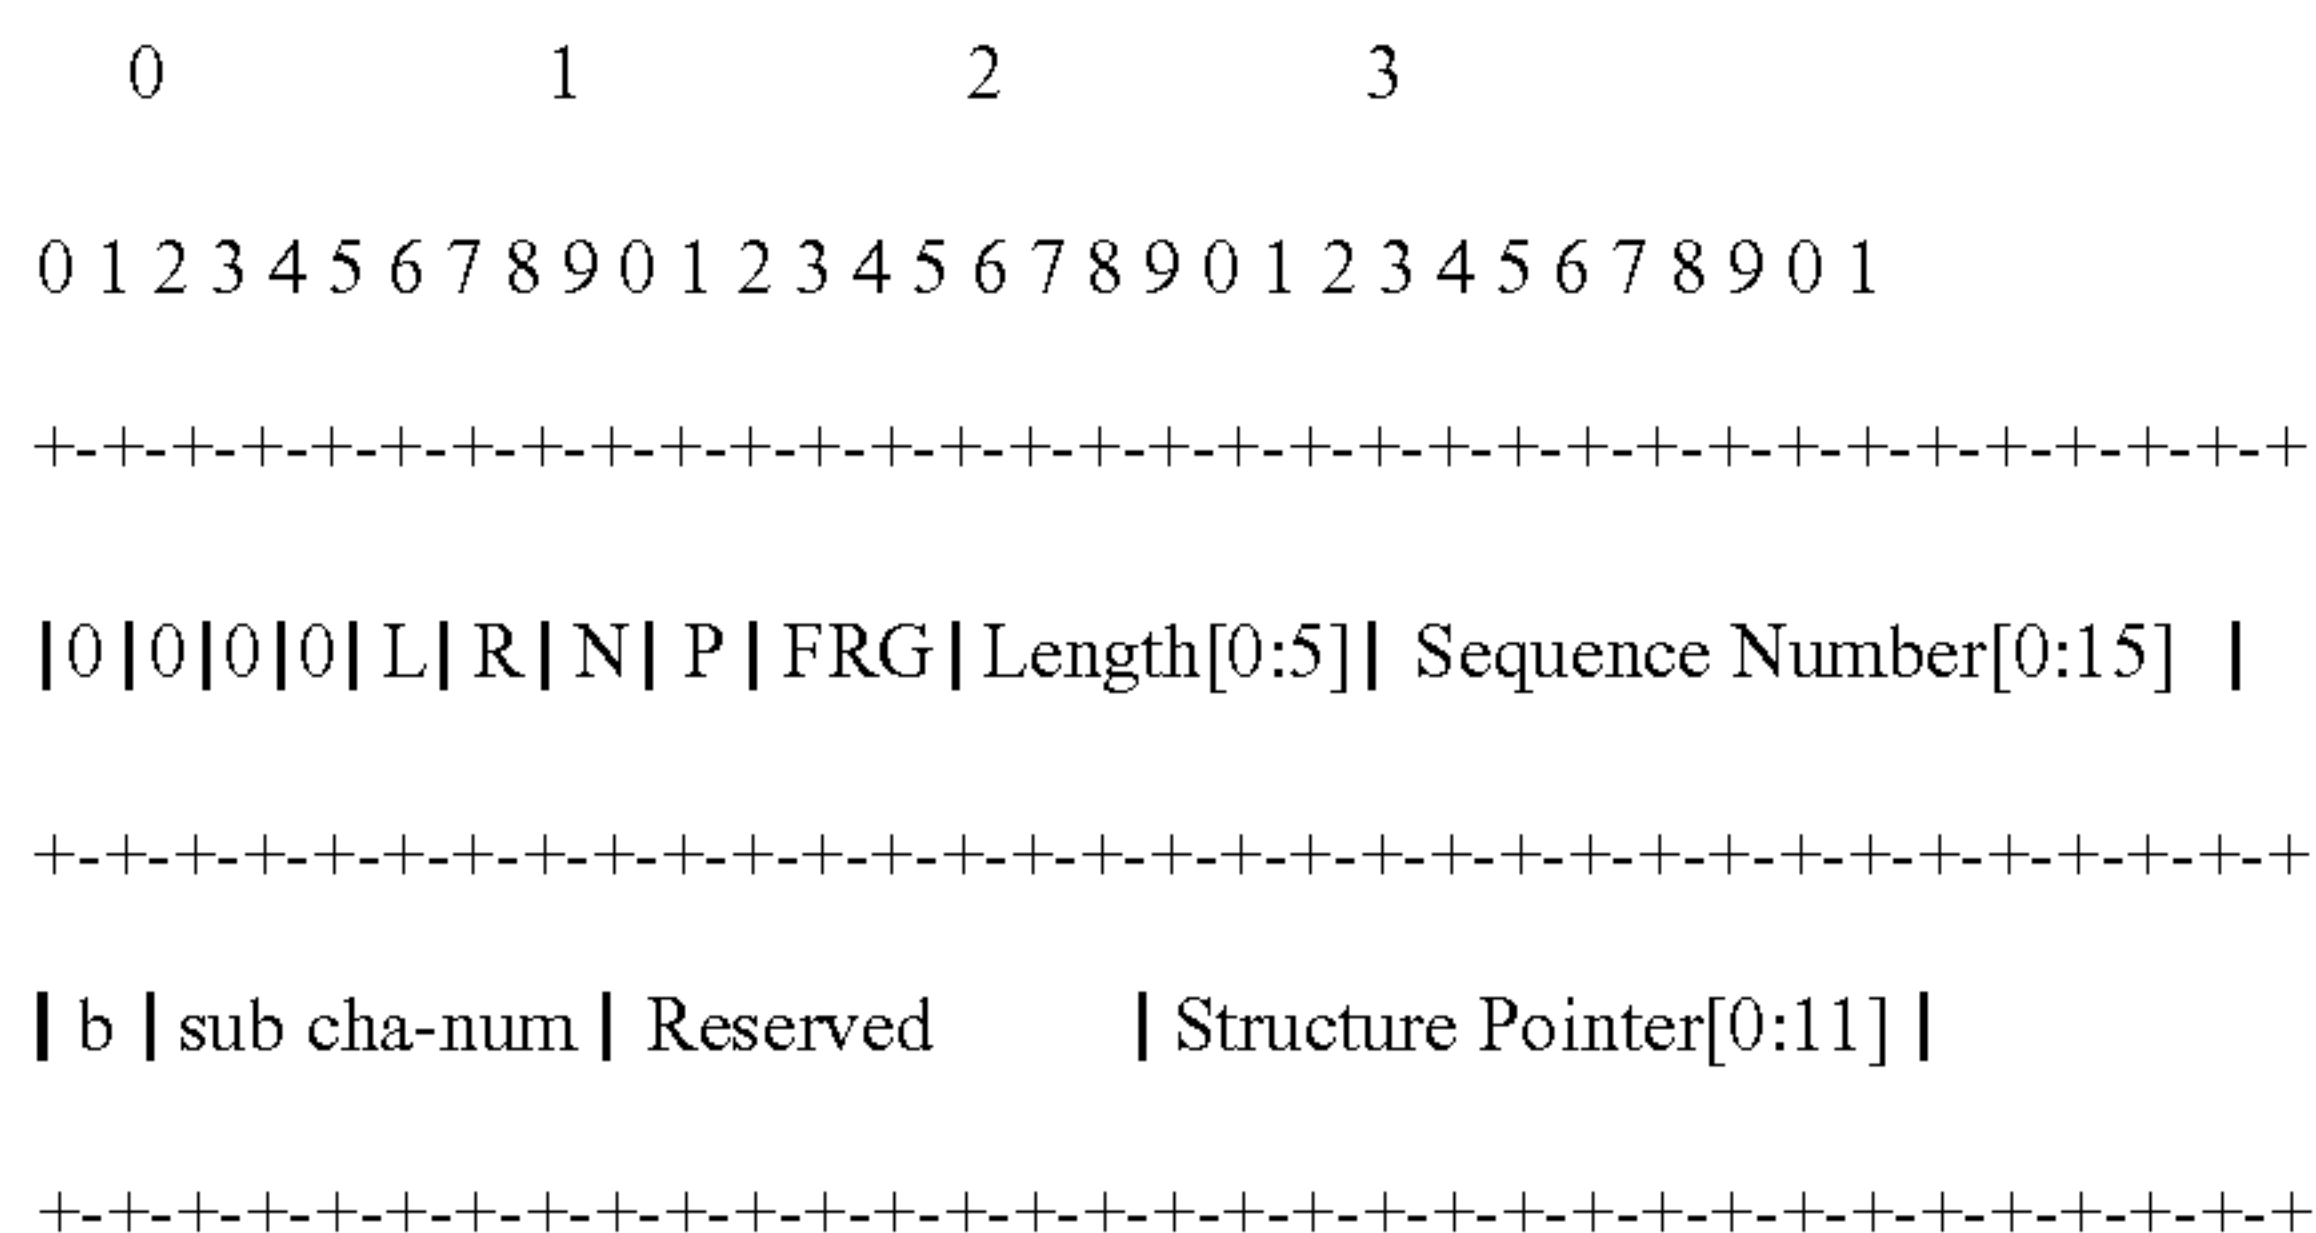 0 1 2 3
0 1 2 3 4 5 6 7 8 9 0 1 2 3 4 5 6 7 8 9 0 1 2 3 4 5 6 7 8 9 0 1
+-+-+-+-+-+-+-+-+-+-+-+-+-+-+-+-+-+-+-+-+-+-+-+-+-+-+-+-+-+-+-+-+
|0|0|0|0| L| R| N| P |FRG|Length[0:5]| Sequence Number[0:15] |
+-+-+-+-+-+-+-+-+-+-+-+-+-+-+-+-+-+-+-+-+-+-+-+-+-+-+-+-+-+-+-+-+
| b | sub cha-num | Reserved | Structure Pointer[0:11] |
+-+-+-+-+-+-+-+-+-+-+-+-+-+-+-+-+-+-+-+-+-+-+-+-+-+-+-+-+-+-+-+-+